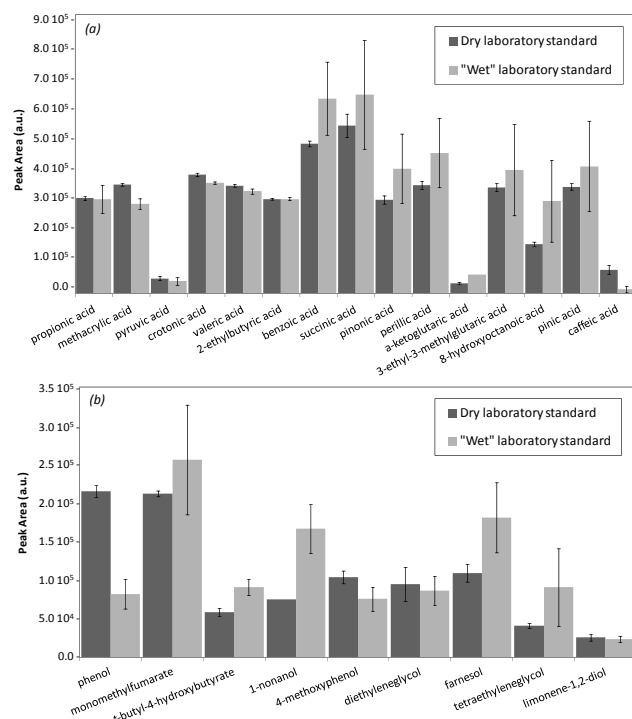 (a)
Dry laboratory standard
"Wet" laboratory standard
Peak Area (a.u.)
9.0 10⁵
8.0 10⁵
7.0 10⁵
6.0 10⁵
5.0 10⁵
4.0 10⁵
3.0 10⁵
2.0 10⁵
1.0 10⁵
0.0
propionic acid
methacrylic acid
pyruvic acid
crotonic acid
valeric acid
2-ethylbutyric acid
benzoic acid
succinic acid
pinonic acid
perillic acid
a-ketoglutaric acid
3-ethyl-3-methylglutaric acid
8-hydroxyoctanoic acid
pinic acid
caffeic acid
(b)
Dry laboratory standard
"Wet" laboratory standard
Peak Area (a.u.)
3.5 10⁵
3.0 10⁵
2.5 10⁵
2.0 10⁵
1.5 10⁵
1.0 10⁵
5.0 10⁴
0.0
phenol
monomethylfumarate
t-butyl-4-hydroxybutyrate
1-nonanol
4-methoxyphenol
diethyleneglycol
farnesol
tetraethyleneglycol
limonene-1,2-diol